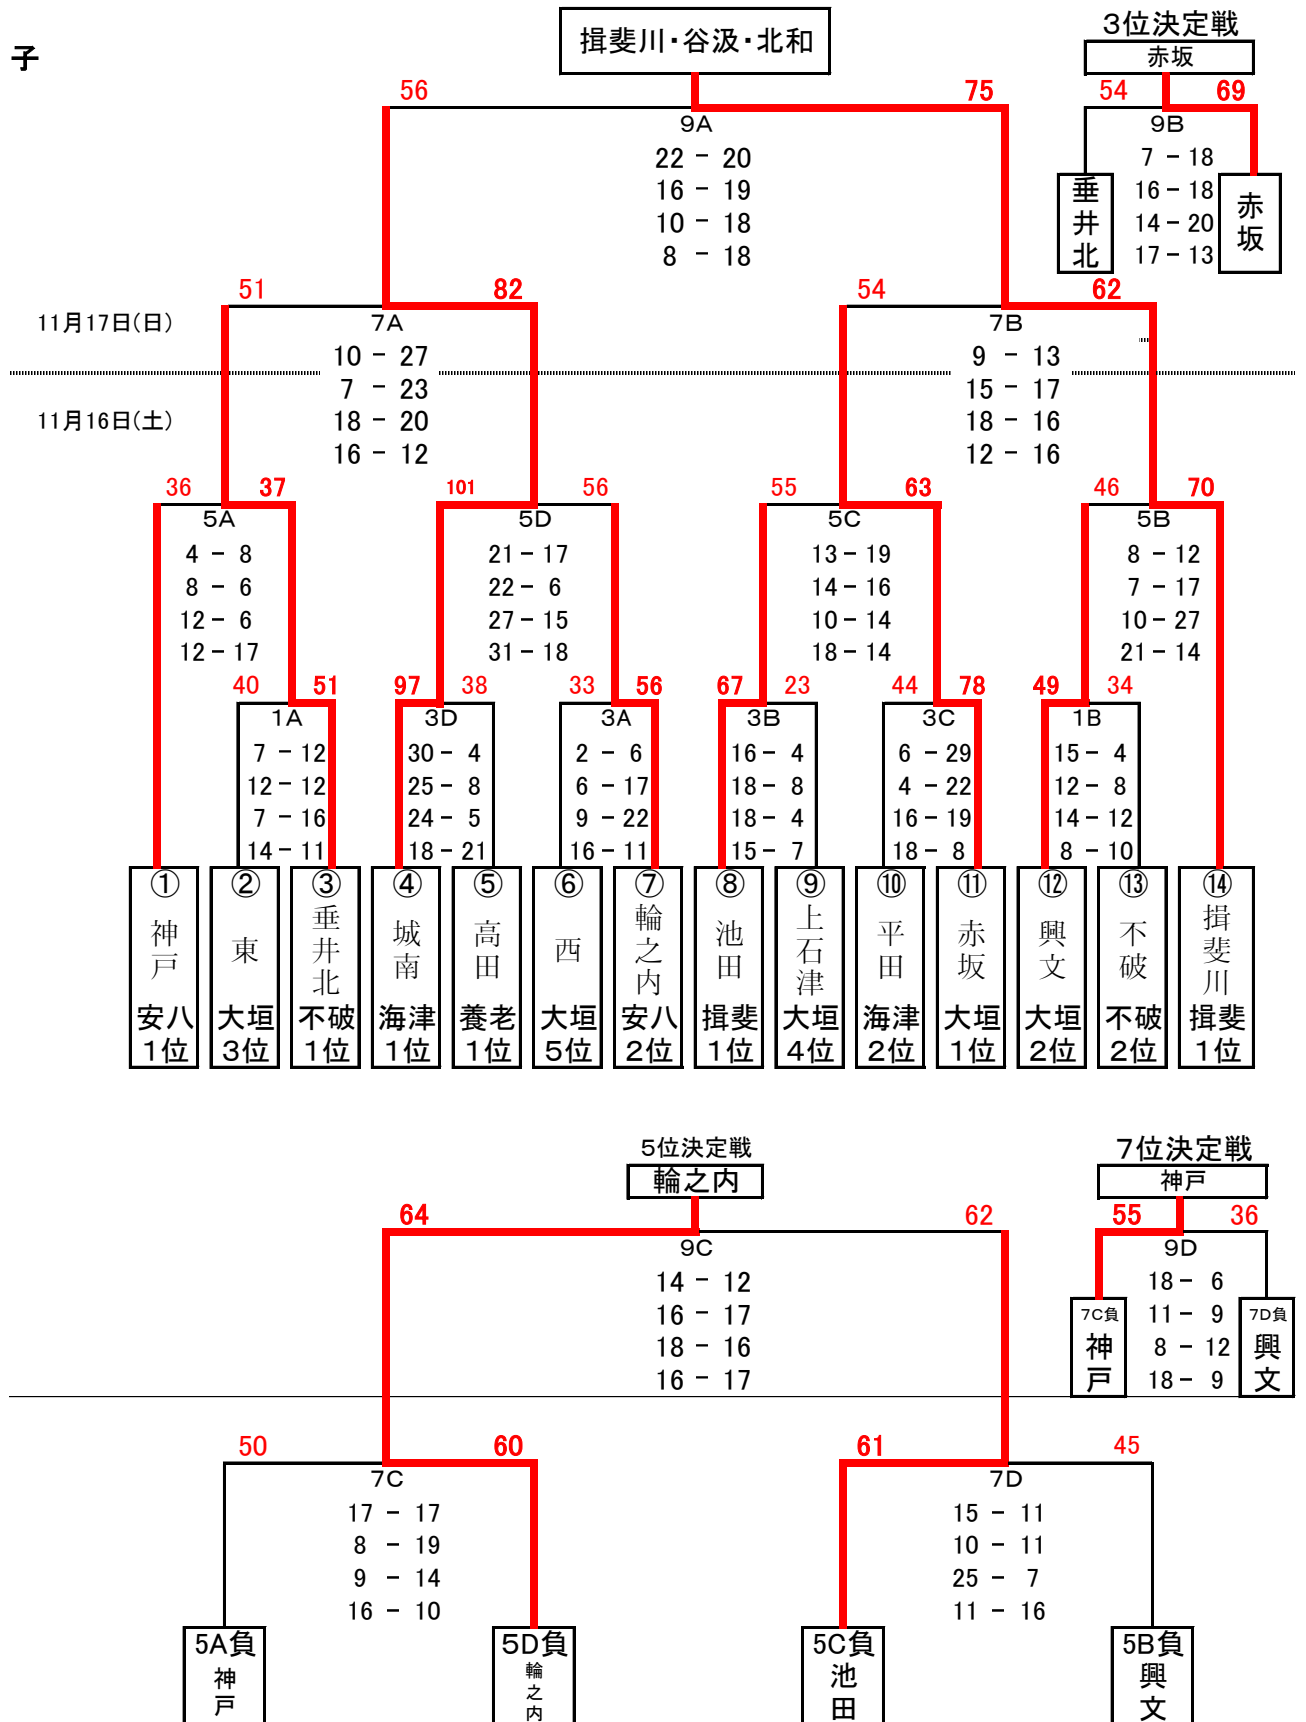 子
揖斐川・谷汲・北和
3位決定戦
赤坂
56
75
9A
22 － 20
16 － 19
10 － 18
8 － 18
54
69
9B
7 － 18
16 － 18
14 － 20
17 － 13
垂井北
赤坂
11月17日(日)
11月16日(土)
51
82
7A
10 － 27
7 － 23
18 － 20
16 － 12
54
62
7B
9 － 13
15 － 17
18 － 16
12 － 16
36
37
5A
4 － 8
8 － 6
12 － 6
12 － 17
101
56
5D
21 － 17
22 － 6
27 － 15
31 － 18
55
63
5C
13 － 19
14 － 16
10 － 14
18 － 14
46
70
5B
8 － 12
7 － 17
10 － 27
21 － 14
40
51
1A
7 － 12
12 － 12
7 － 16
14 － 11
97
38
3D
30 － 4
25 － 8
24 － 5
18 － 21
33
56
3A
2 － 6
6 － 17
9 － 22
16 － 11
67
23
3B
16 － 4
18 － 8
18 － 4
15 － 7
44
78
3C
6 － 29
4 － 22
16 － 19
18 － 8
49
34
1B
15 － 4
12 － 8
14 － 12
8 － 10
①
神戸
安八
1位
②
東
大垣
3位
③
垂井北
不破
1位
④
城南
海津
1位
⑤
高田
養老
1位
⑥
西
大垣
5位
⑦
輪之内
安八
2位
⑧
池田
揖斐
1位
⑨
上石津
大垣
4位
⑩
平田
海津
2位
⑪
赤坂
大垣
1位
⑫
興文
大垣
2位
⑬
不破
不破
2位
⑭
揖斐川
揖斐
1位
5位決定戦
輪之内
64
62
9C
14 － 12
16 － 17
18 － 16
16 － 17
7位決定戦
神戸
55
36
9D
18 － 6
11 － 9
8 － 12
18 － 9
7C負
神戸
7D負
興文
50
60
7C
17 － 17
8 － 19
9 － 14
16 － 10
61
45
7D
15 － 11
10 － 11
25 － 7
11 － 16
5A負
神戸
5D負
輪之内
5C負
池田
5B負
興文